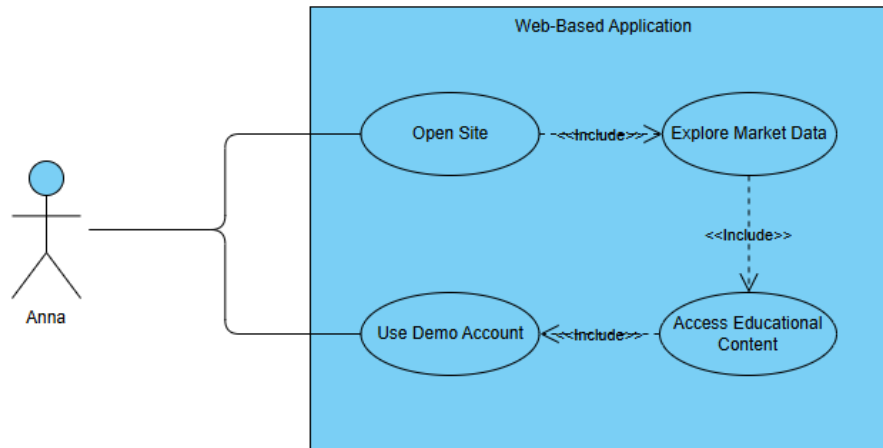 Web-Based Application
Open Site
<<Include>>
Explore Market Data
<<Include>>
Anna
Use Demo Account
<<Include>>
Access Educational
Content